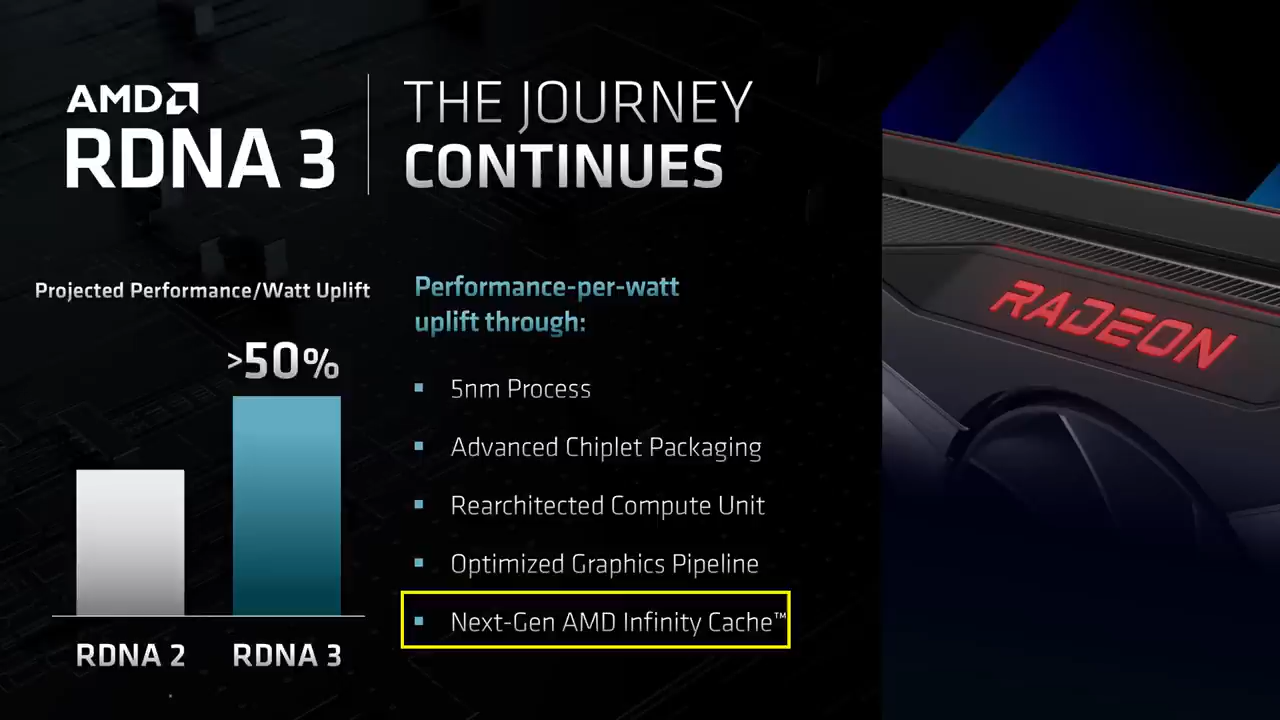 AMD
RDNA 3
THE JOURNEY
CONTINUES
Projected Performance/Watt Uplift
>50%
RDNA 2
RDNA 3
Performance-per-watt
uplift through:
5nm Process
Advanced Chiplet Packaging
Rearchitected Compute Unit
Optimized Graphics Pipeline
Next-Gen AMD Infinity Cache™
RADEON